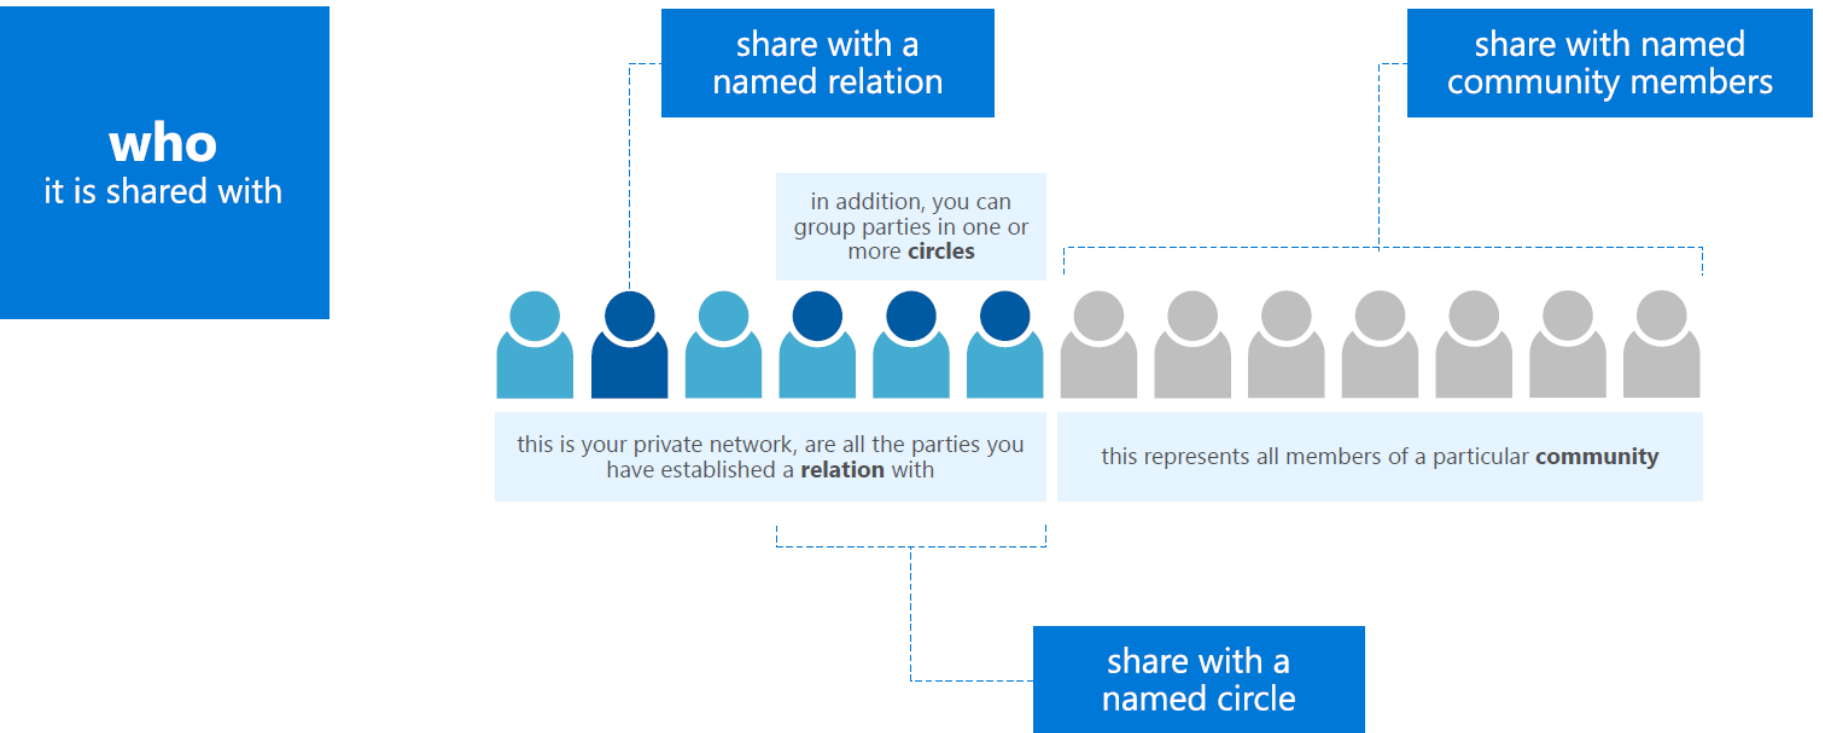 who
it is shared with
share with a
named relation
share with named
community members
in addition, you can
group parties in one or
more circles
this is your private network, are all the parties you
have established a relation with
this represents all members of a particular community
share with a
named circle